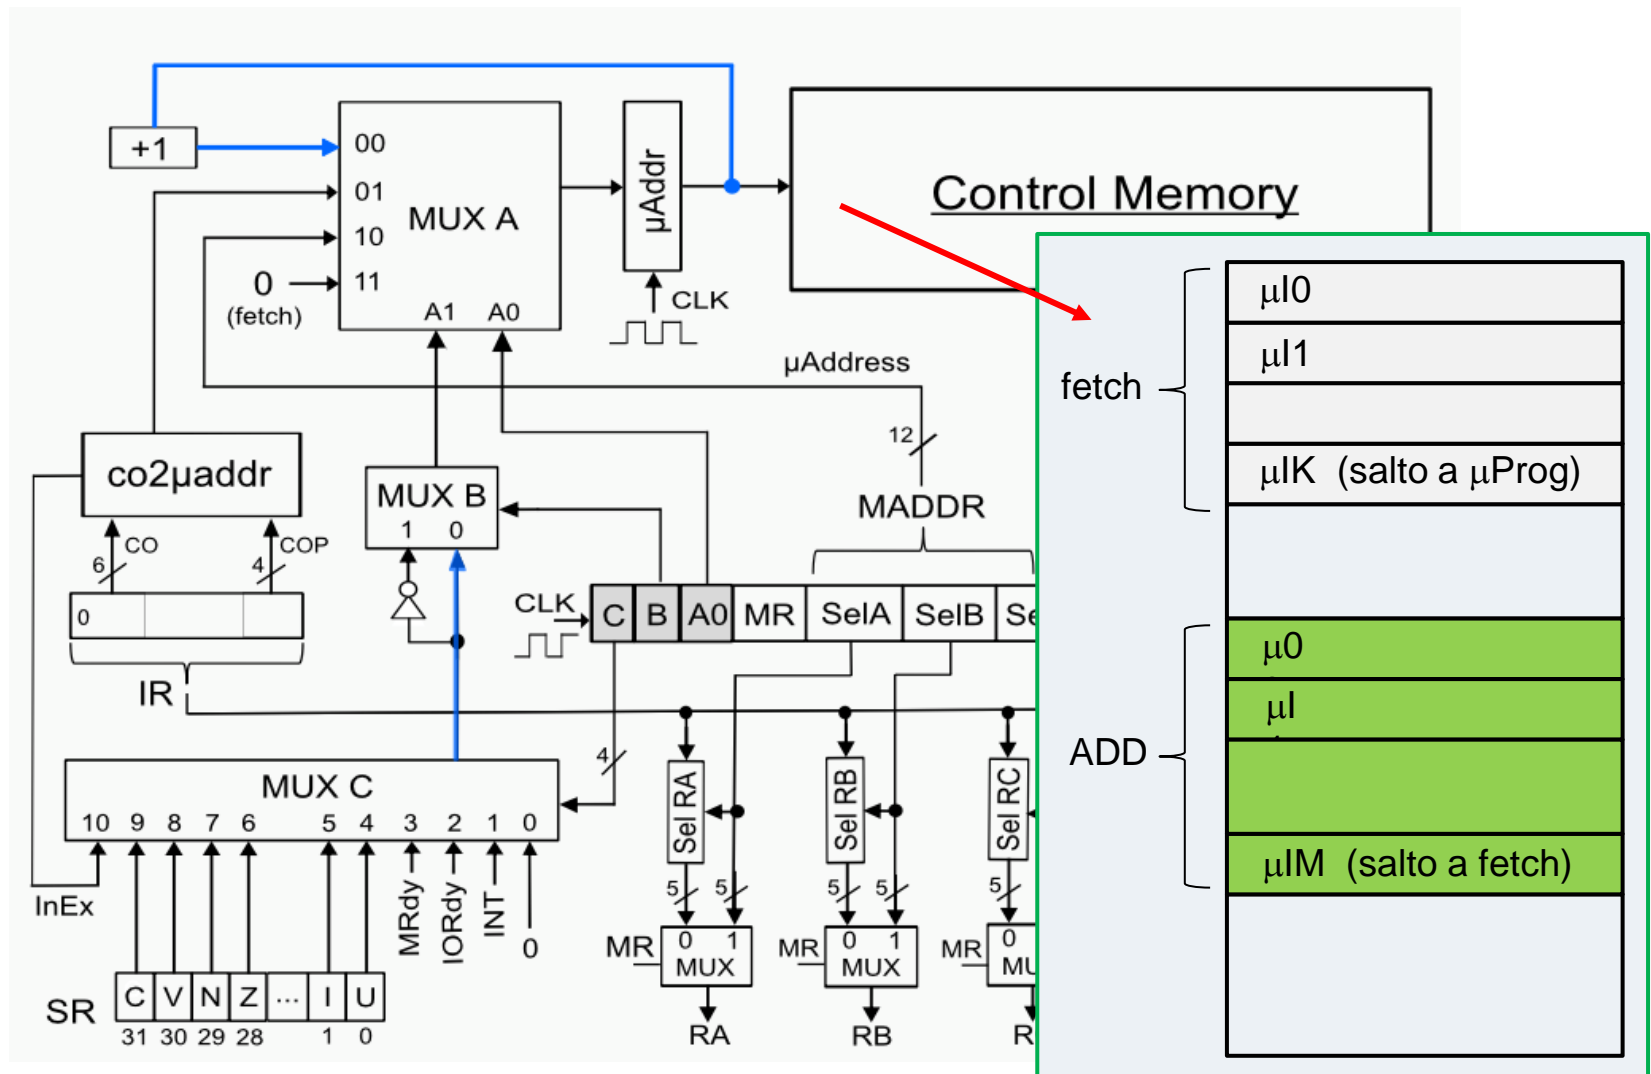 +1
00
01
10
11
MUX A
A1 A0
0
(fetch)
µAddr
CLK
Control Memory
µAddress
12
co2µaddr
CO
COP
6
4
0
IR
MUX B
1 0
MADDR
CLK
C B A0 MR SelA SelB Se
4
MUX C
10 9 8 7 6 5 4 3 2 1 0
InEx
MRdy
IORdy
INT
0
SR
C V N Z ... I U
31 30 29 28 1 0
Sel RA
Sel RB
Sel RC
5 5 5 5 5
MR 0 1 MUX
MR 0 1 MUX
MR 0 MU
RA
RB
R
fetch
µI0
µI1
µIK (salto a µProg)
ADD
µ0
µI
µIM (salto a fetch)